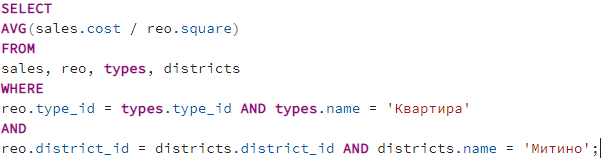 SELECT
AVG(sales.cost / reo.square)
FROM
sales, reo, types, districts
WHERE
reo.type_id = types.type_id AND types.name = 'Квартира'
AND
reo.district_id = districts.district_id AND districts.name = 'Митино';